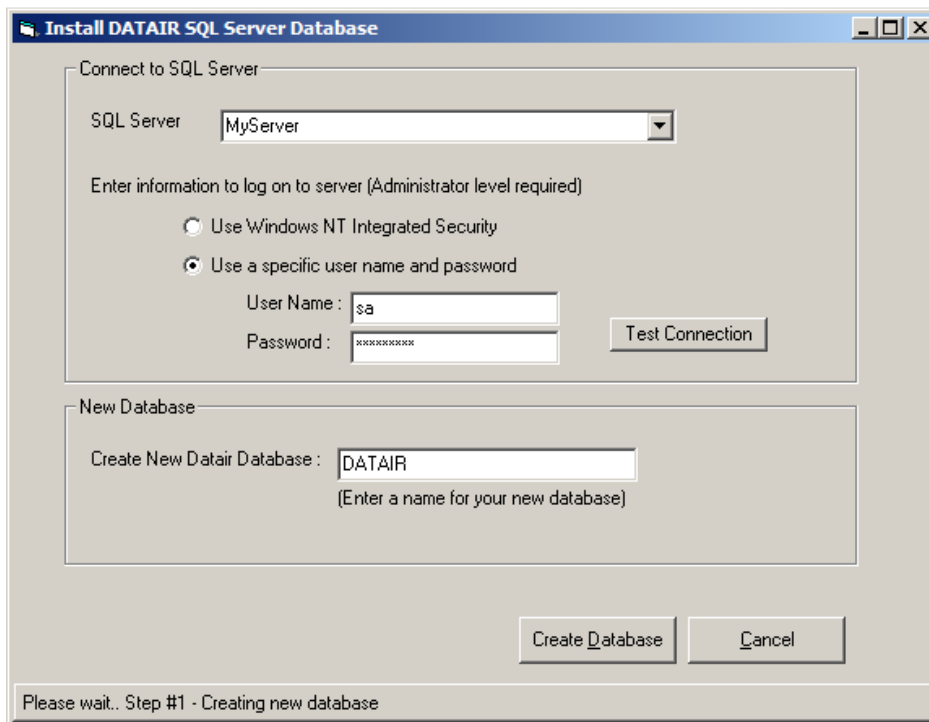 Install DATAIR SQL Server Database
Connect to SQL Server
SQL Server MyServer
Enter information to log on to server (Administrator level required)
Use Windows NT Integrated Security
Use a specific user name and password
User Name : sa
Password : *********
Test Connection
New Database
Create New Datair Database : DATAIR
(Enter a name for your new database)
Create Database Cancel
Please wait.. Step #1 - Creating new database